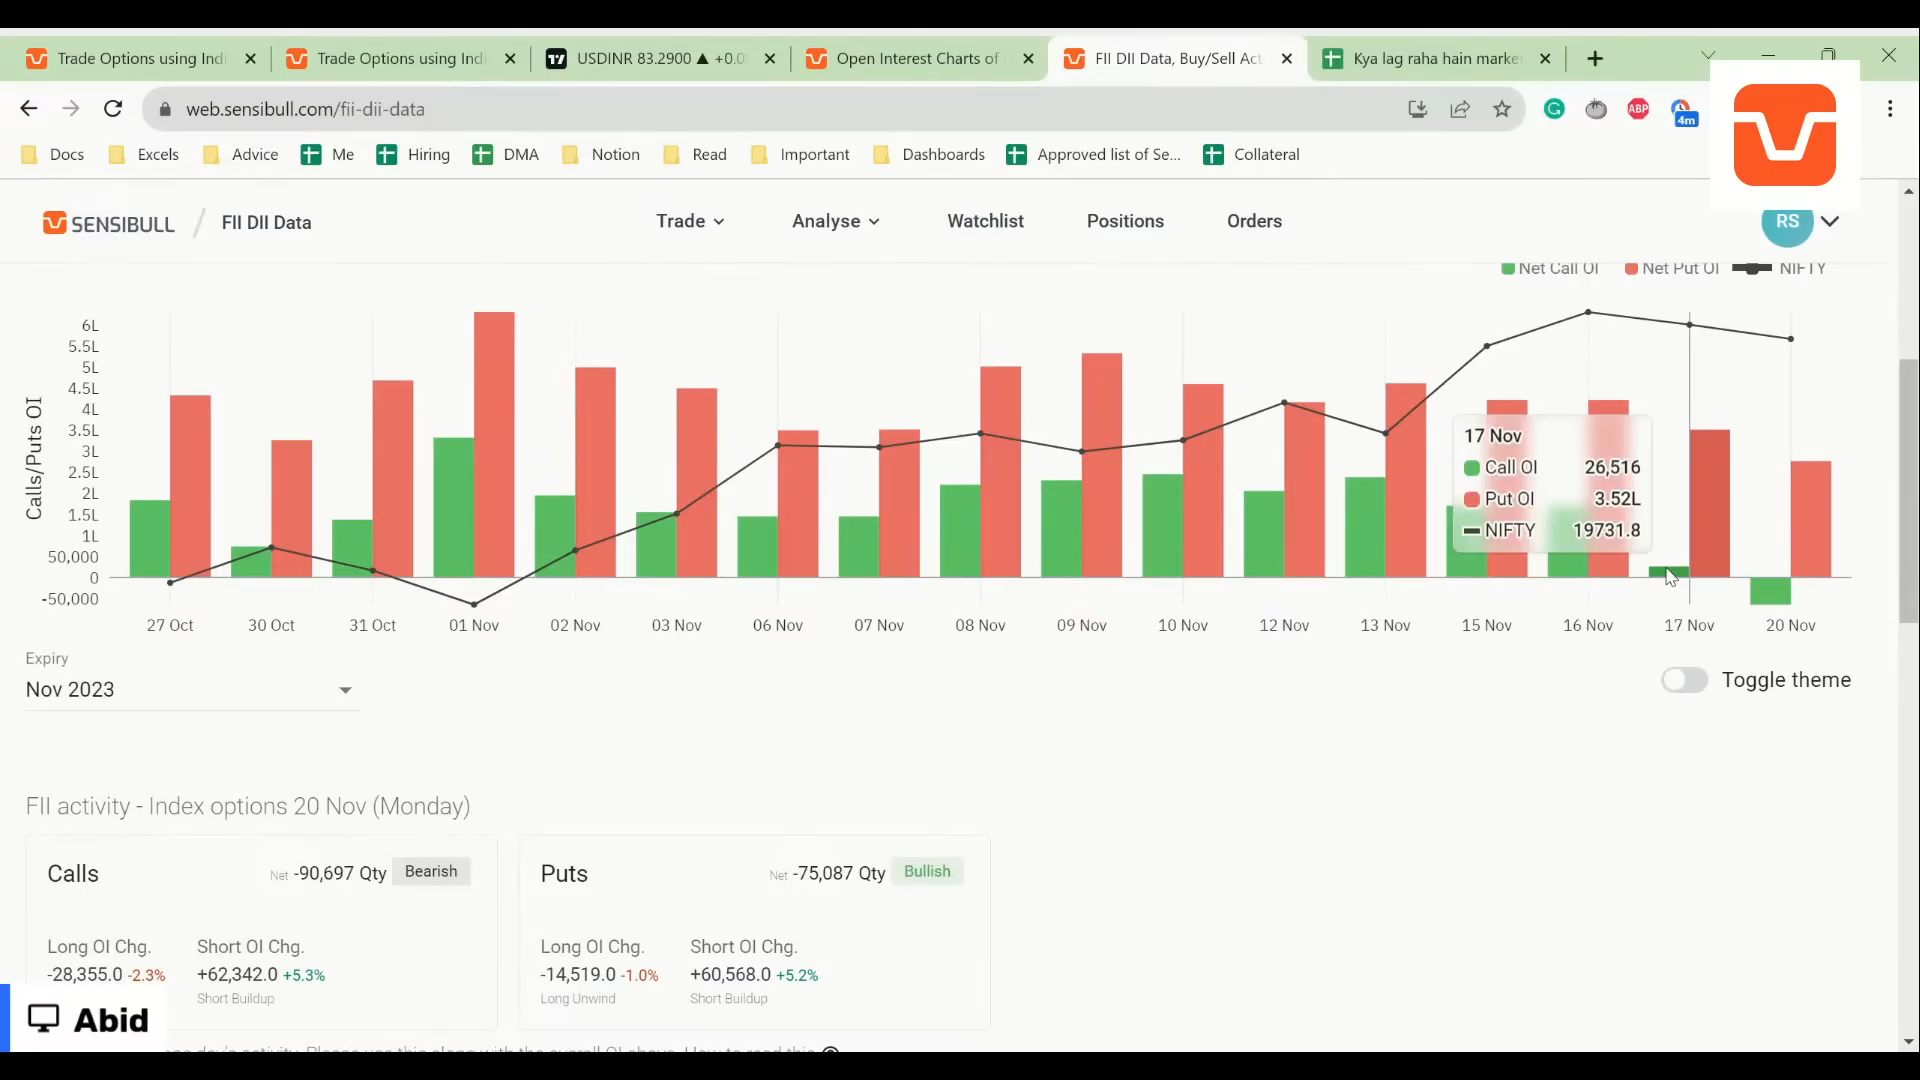 Trade Options using Indi
Trade Options using Indi
USDINR 83.2900 ▲ +0.0
Open Interest Charts of
FII DII Data, Buy/Sell Act
Kya lag raha hain market
web.sensibull.com/fii-dii-data
ABP
4m
Docs
Excels
Advice
Me
Hiring
DMA
Notion
Read
Important
Dashboards
Approved list of Se...
Collateral
SENSIBULL / FII DII Data
Trade
Analyse
Watchlist
Positions
Orders
RS
Net Call OI
Net Put OI
NIFTY
Calls/Puts OI
6L
5.5L
5L
4.5L
4L
3.5L
3L
2.5L
2L
1.5L
1L
50,000
0
-50,000
17 Nov
Call OI 26,516
Put OI 3.52L
NIFTY 19731.8
27 Oct
30 Oct
31 Oct
01 Nov
02 Nov
03 Nov
06 Nov
07 Nov
08 Nov
09 Nov
10 Nov
12 Nov
13 Nov
15 Nov
16 Nov
17 Nov
20 Nov
Expiry
Nov 2023
Toggle theme
FII activity - Index options 20 Nov (Monday)
Calls
Net -90,697 Qty
Bearish
Long OI Chg.
-28,355.0 -2.3%
Short OI Chg.
+62,342.0 +5.3%
Short Buildup
Puts
Net -75,087 Qty
Bullish
Long OI Chg.
-14,519.0 -1.0%
Long Unwind
Short OI Chg.
+60,568.0 +5.2%
Short Buildup
Abid